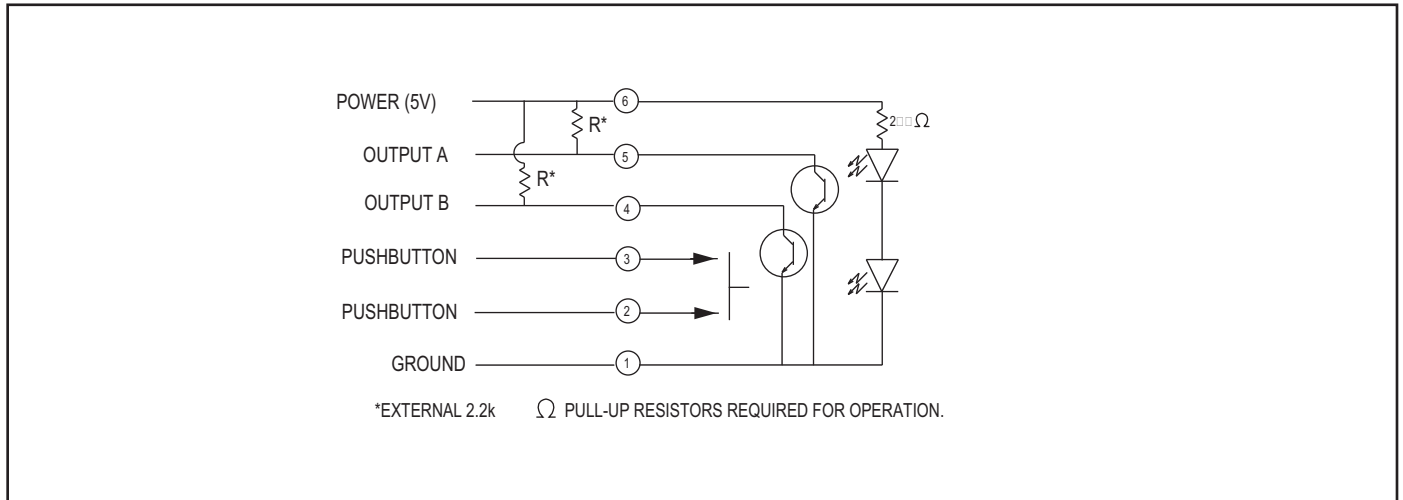 POWER (5V)
6
R*
Ω
OUTPUT A
5
R*
OUTPUT B
4
PUSHBUTTON
3
PUSHBUTTON
2
GROUND
1
*EXTERNAL 2.2k Ω PULL-UP RESISTORS REQUIRED FOR OPERATION.